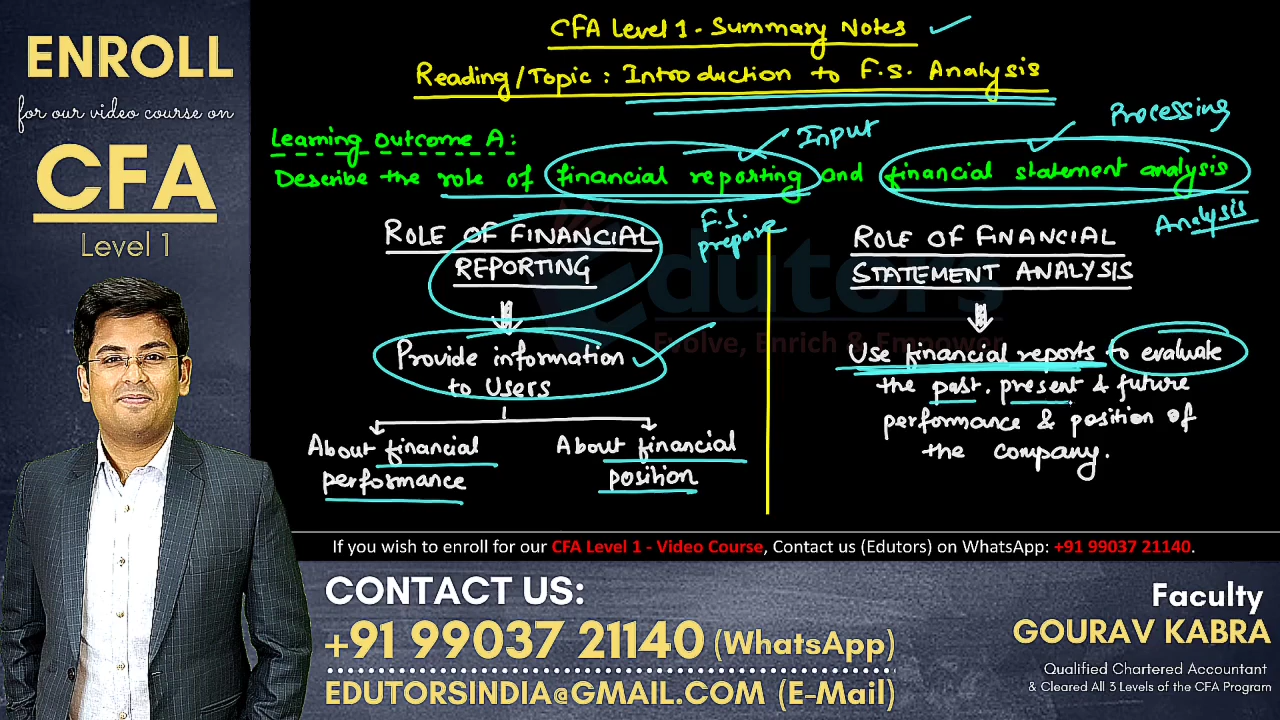 ENROLL
for our video course on
CFA
Level 1
CFA Level 1 - Summary Notes
Reading/Topic : Introduction to F.S. Analysis
Learning Outcome A:
Input
Processing
Describe the role of financial reporting and financial statement analysis
F.S. prepare
Analysis
ROLE OF FINANCIAL
REPORTING
Provide information
to Users
About financial
performance
About financial
position
ROLE OF FINANCIAL
STATEMENT ANALYSIS
Use financial reports to evaluate
the past, present & future
performance & position of
the company.
Edutors
Evolve, Enrich & Empower
If you wish to enroll for our CFA Level 1 - Video Course, Contact us (Edutors) on WhatsApp: +91 99037 21140.
CONTACT US:
+91 99037 21140 (WhatsApp)
EDUTORSINDIA@GMAIL.COM (E-Mail)
Faculty
GOURAV KABRA
Qualified Chartered Accountant
& Cleared All 3 Levels of the CFA Program